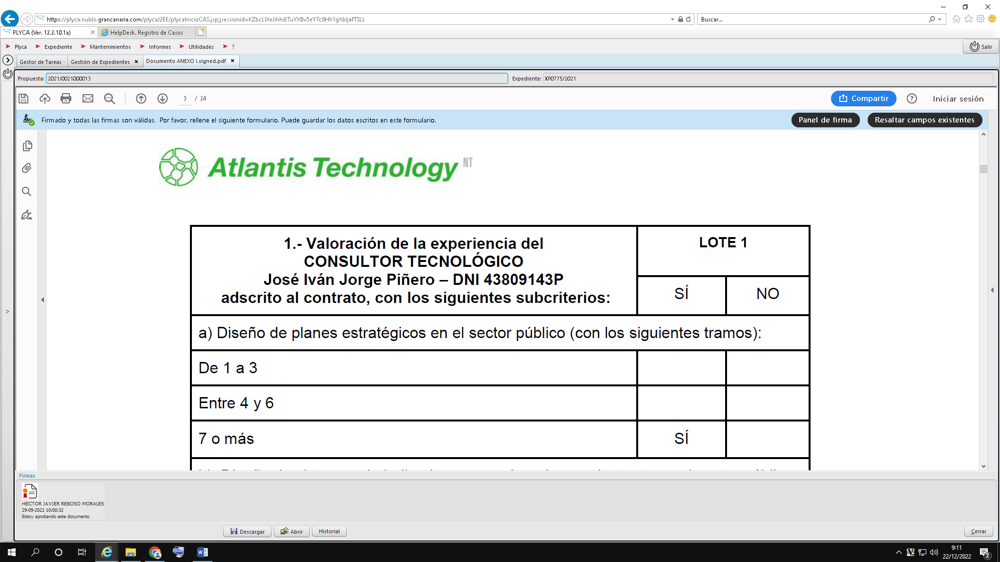 https://plyca.nublo.grancanaria.com/plycaJ2EE/plycaInicioCAS.jsp;jsessionid=KZbcLIXeJihhiETuYXBv5eY7c8Hh1gXbIjafTSLL
Buscar...
PLYCA (Ver. 12.2.10.1a)
HelpDesk. Registro de Casos
Plyca Expediente Mantenimientos Informes Utilidades ?
Salir
Gestor de Tareas Gestión de Expedientes Documento ANEXO I.signed.pdf
Propuesta: 2021/0021000013 Expediente: XP0775/2021
3 / 24
Compartir
Iniciar sesión
Firmado y todas las firmas son válidas. Por favor, rellene el siguiente formulario. Puede guardar los datos escritos en este formulario.
Panel de firma
Resaltar campos existentes
Atlantis Technology NT
1.- Valoración de la experiencia del
CONSULTOR TECNOLÓGICO
José Iván Jorge Piñero – DNI 43809143P
adscrito al contrato, con los siguientes subcriterios:
LOTE 1
SÍ NO
a) Diseño de planes estratégicos en el sector público (con los siguientes tramos):
De 1 a 3
Entre 4 y 6
7 o más SÍ
Firmas
HÉCTOR JAVIER REBOSO MORALES
29-09-2022 10:00:32
Estoy aprobando este documento
Descargar Abrir Historial
Cerrar
9:11
22/12/2022
2